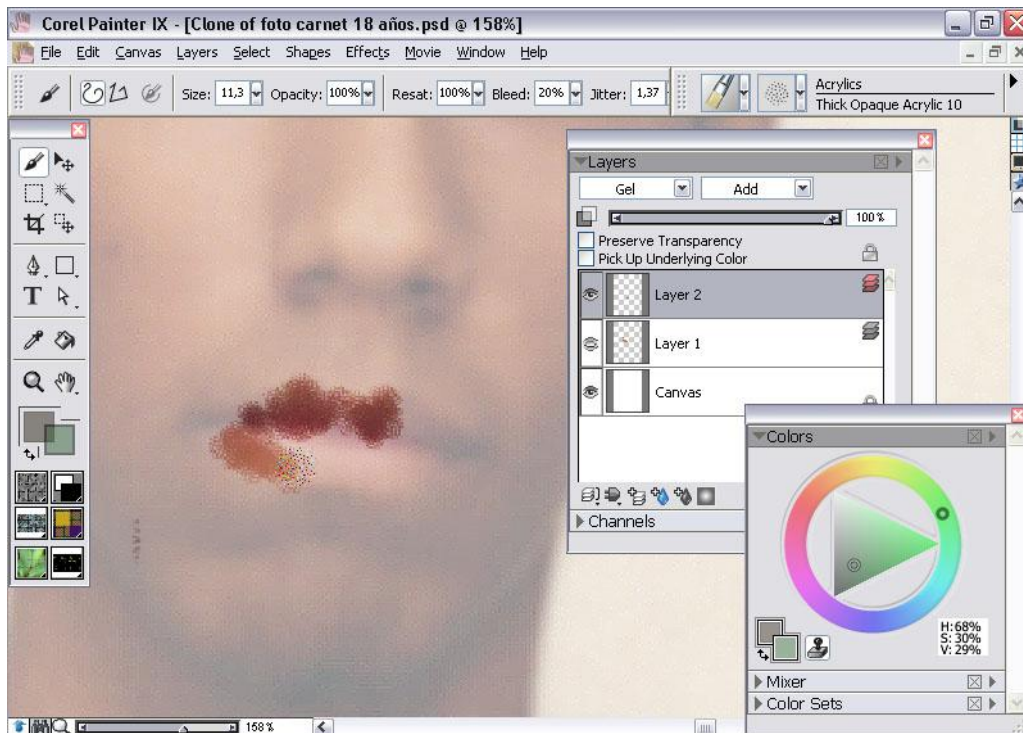 Corel Painter IX - [Clone of foto carnet 18 años.psd @ 158%]
File Edit Canvas Layers Select Shapes Effects Movie Window Help
Size: 11,3 Opacity: 100% Resat: 100% Bleed: 20% Jitter: 1,37
Acrylics
Thick Opaque Acrylic 10
Layers
Gel Add
100%
Preserve Transparency
Pick Up Underlying Color
Layer 2
Layer 1
Canvas
Channels
Colors
H:68%
S: 30%
V: 29%
Mixer
Color Sets
T
158%